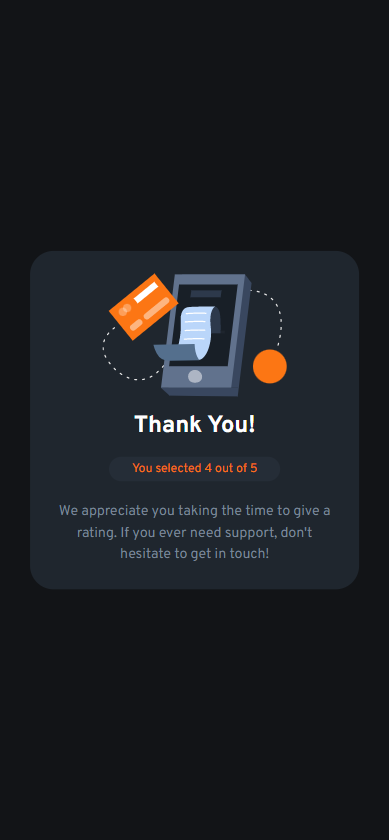 Thank You!
You selected 4 out of 5
We appreciate you taking the time to give a
rating. If you ever need support, don't
hesitate to get in touch!